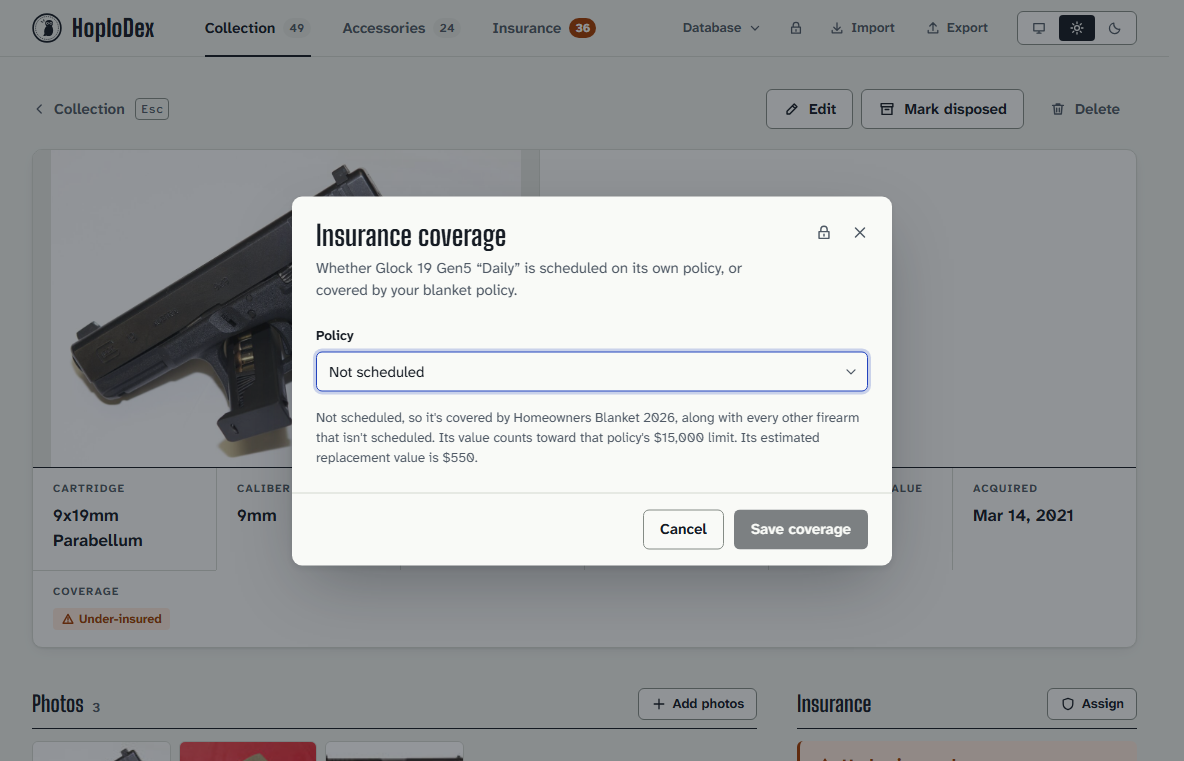 HoploDex
Collection 49
Accessories 24
Insurance 36
Database
Import
Export
Collection Esc
Edit
Mark disposed
Delete
Insurance coverage
Whether Glock 19 Gen5 “Daily” is scheduled on its own policy, or
covered by your blanket policy.
Policy
Not scheduled
Not scheduled, so it's covered by Homeowners Blanket 2026, along with every other firearm
that isn't scheduled. Its value counts toward that policy's $15,000 limit. Its estimated
replacement value is $550.
Cancel
Save coverage
CARTRIDGE
9x19mm
Parabellum
CALIBER
9mm
ACQUIRED
Mar 14, 2021
COVERAGE
Under-insured
Photos 3
Add photos
Insurance
Assign